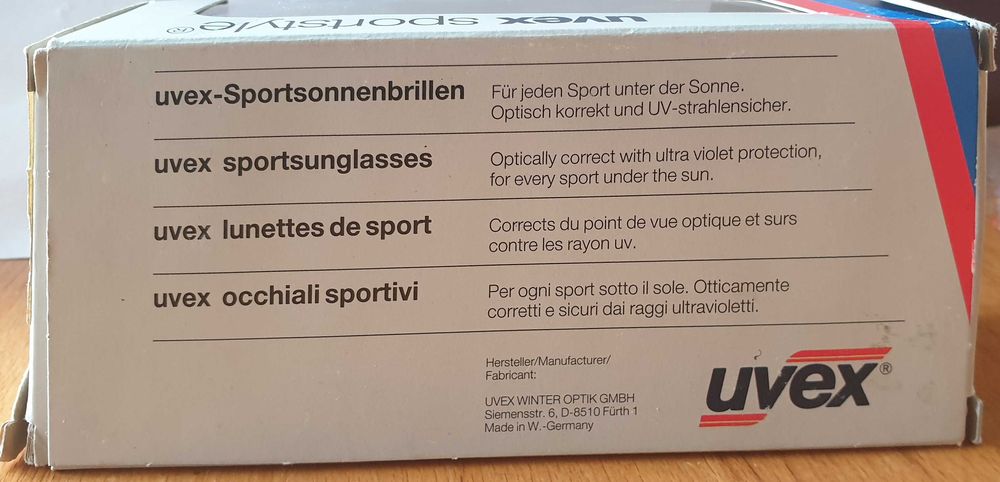 uvex sportstyle®
uvex-Sportsonnenbrillen
Für jeden Sport unter der Sonne.
Optisch korrekt und UV-strahlensicher.
uvex sportsunglasses
Optically correct with ultra violet protection,
for every sport under the sun.
uvex lunettes de sport
Corrects du point de vue optique et surs
contre les rayon uv.
uvex occhiali sportivi
Per ogni sport sotto il sole. Otticamente
corretti e sicuri dai raggi ultravioletti.
Hersteller/Manufacturer/
Fabricant:
UVEX WINTER OPTIK GMBH
Siemensstr. 6, D-8510 Fürth 1
Made in W.-Germany
uvex®